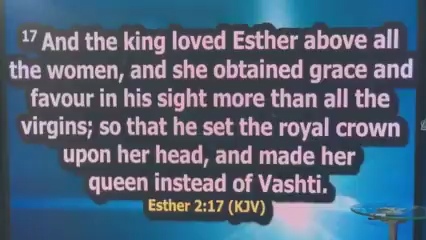 17 And the king loved Esther above all
the women, and she obtained grace and
favour in his sight more than all the
virgins; so that he set the royal crown
upon her head, and made her
queen instead of Vashti.
Esther 2:17 (KJV)